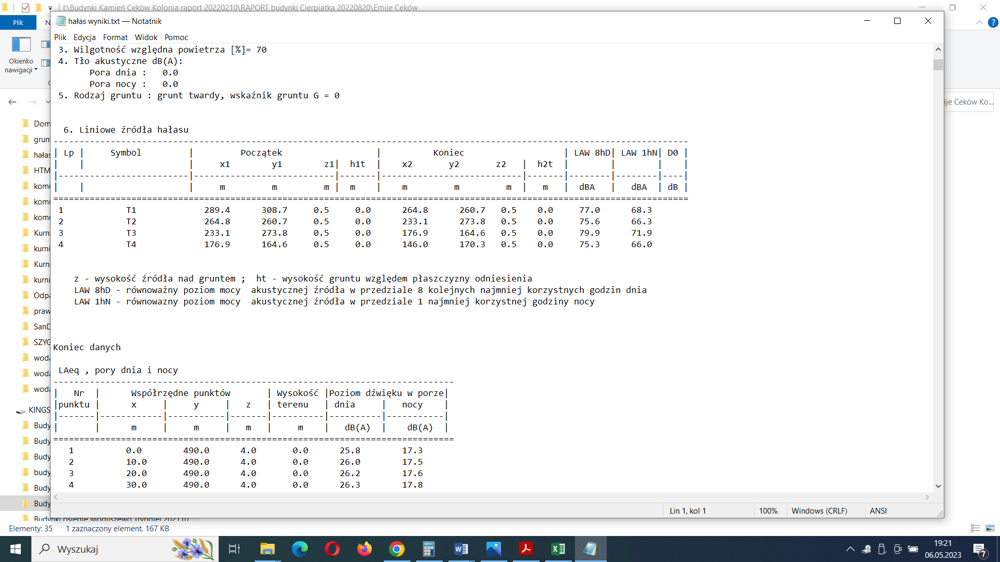 I:\Budynki Kamień Ceków Kolonia raport 20220210\RAPORT budynki Cierpiatka 20220820\Emije Ceków
Plik
hałas wyniki.txt — Notatnik
Plik Edycja Format Widok Pomoc
Okienko
nawigacji
3. Wilgotność względna powietrza [%]= 70
4. Tło akustyczne dB(A):
Pora dnia : 0.0
Pora nocy : 0.0
5. Rodzaj gruntu : grunt twardy, wskaźnik gruntu G = 0
6. Liniowe źródła hałasu
| Lp | Symbol | Początek | Koniec | LAW 8hD| LAW 1hN| D0 |
| | | x1 y1 z1| h1t | x2 y2 z2 | h2t | | | |
| | | m m m | m | m m m | m | dBA | dBA | dB |
1 T1 289.4 308.7 0.5 0.0 264.8 260.7 0.5 0.0 77.0 68.3
2 T2 264.8 260.7 0.5 0.0 233.1 273.8 0.5 0.0 75.6 66.3
3 T3 233.1 273.8 0.5 0.0 176.9 164.6 0.5 0.0 79.9 71.9
4 T4 176.9 164.6 0.5 0.0 146.0 170.3 0.5 0.0 75.3 66.0
z - wysokość źródła nad gruntem ; ht - wysokość gruntu względem płaszczyzny odniesienia
LAW 8hD - równoważny poziom mocy akustycznej źródła w przedziale 8 kolejnych najmniej korzystnych godzin dnia
LAW 1hN - równowazny poziom mocy akustycznej źródła w przedziale 1 najmniej korzystnej godziny nocy
Koniec danych
LAeq , pory dnia i nocy
| Nr | Współrzędne punktów | Wysokość |Poziom dźwięku w porze|
|punktu | x | y | z | terenu | dnia | nocy |
| | m | m | m | m | dB(A) | dB(A) |
1 0.0 490.0 4.0 0.0 25.8 17.3
2 10.0 490.0 4.0 0.0 26.0 17.5
3 20.0 490.0 4.0 0.0 26.2 17.6
4 30.0 490.0 4.0 0.0 26.3 17.8
Lin 1, kol 1 100% Windows (CRLF) ANSI
ije Ceków Ko...
Dom
grun
hałas
HTM
komu
komu
komu
Kurni
kurni
Kurni
kurni
Odpa
praw
SanD
SZYG
woda
woda
woda
KINGS
Budy
Budy
Budy
budy
Budy
Budy
Elementy: 35 1 zaznaczony element. 167 KB
Wyszukaj
19:21
06.05.2023
7